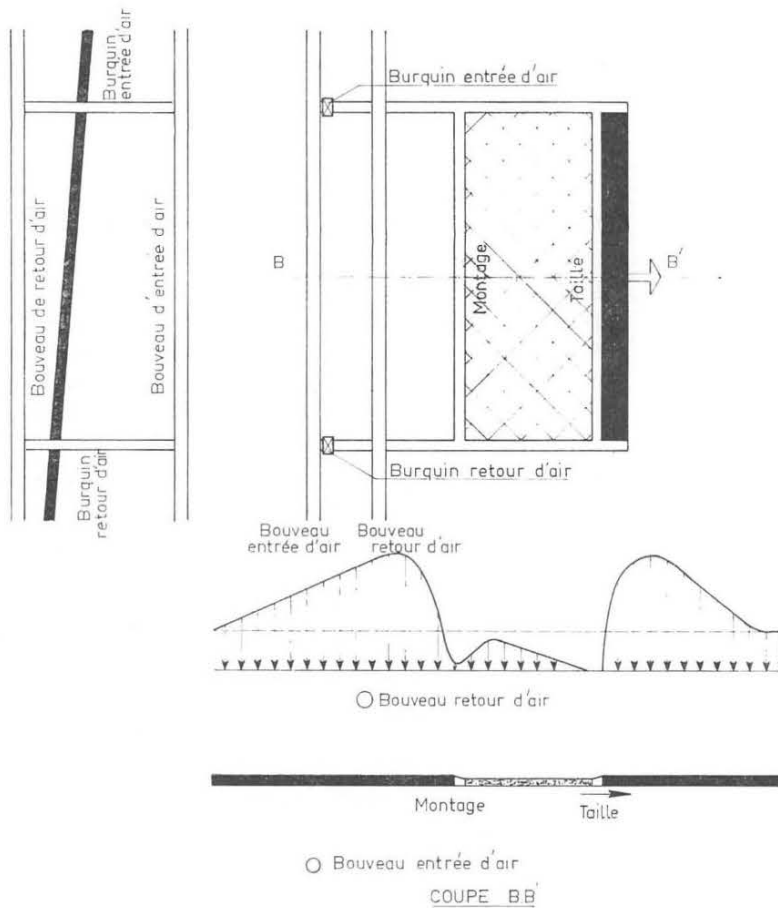 Burquin
entrée d'air
Bouveau de retour d'air
Bouveau d'entrée d'air
Burquin
retour d'air
Burquin entrée d'air
B
Montage
Taille
B'
Burquin retour d'air
Bouveau
entrée d'air
Bouveau
retour d'air
Bouveau retour d'air
Montage
Taille
Bouveau entrée d'air
COUPE BB'